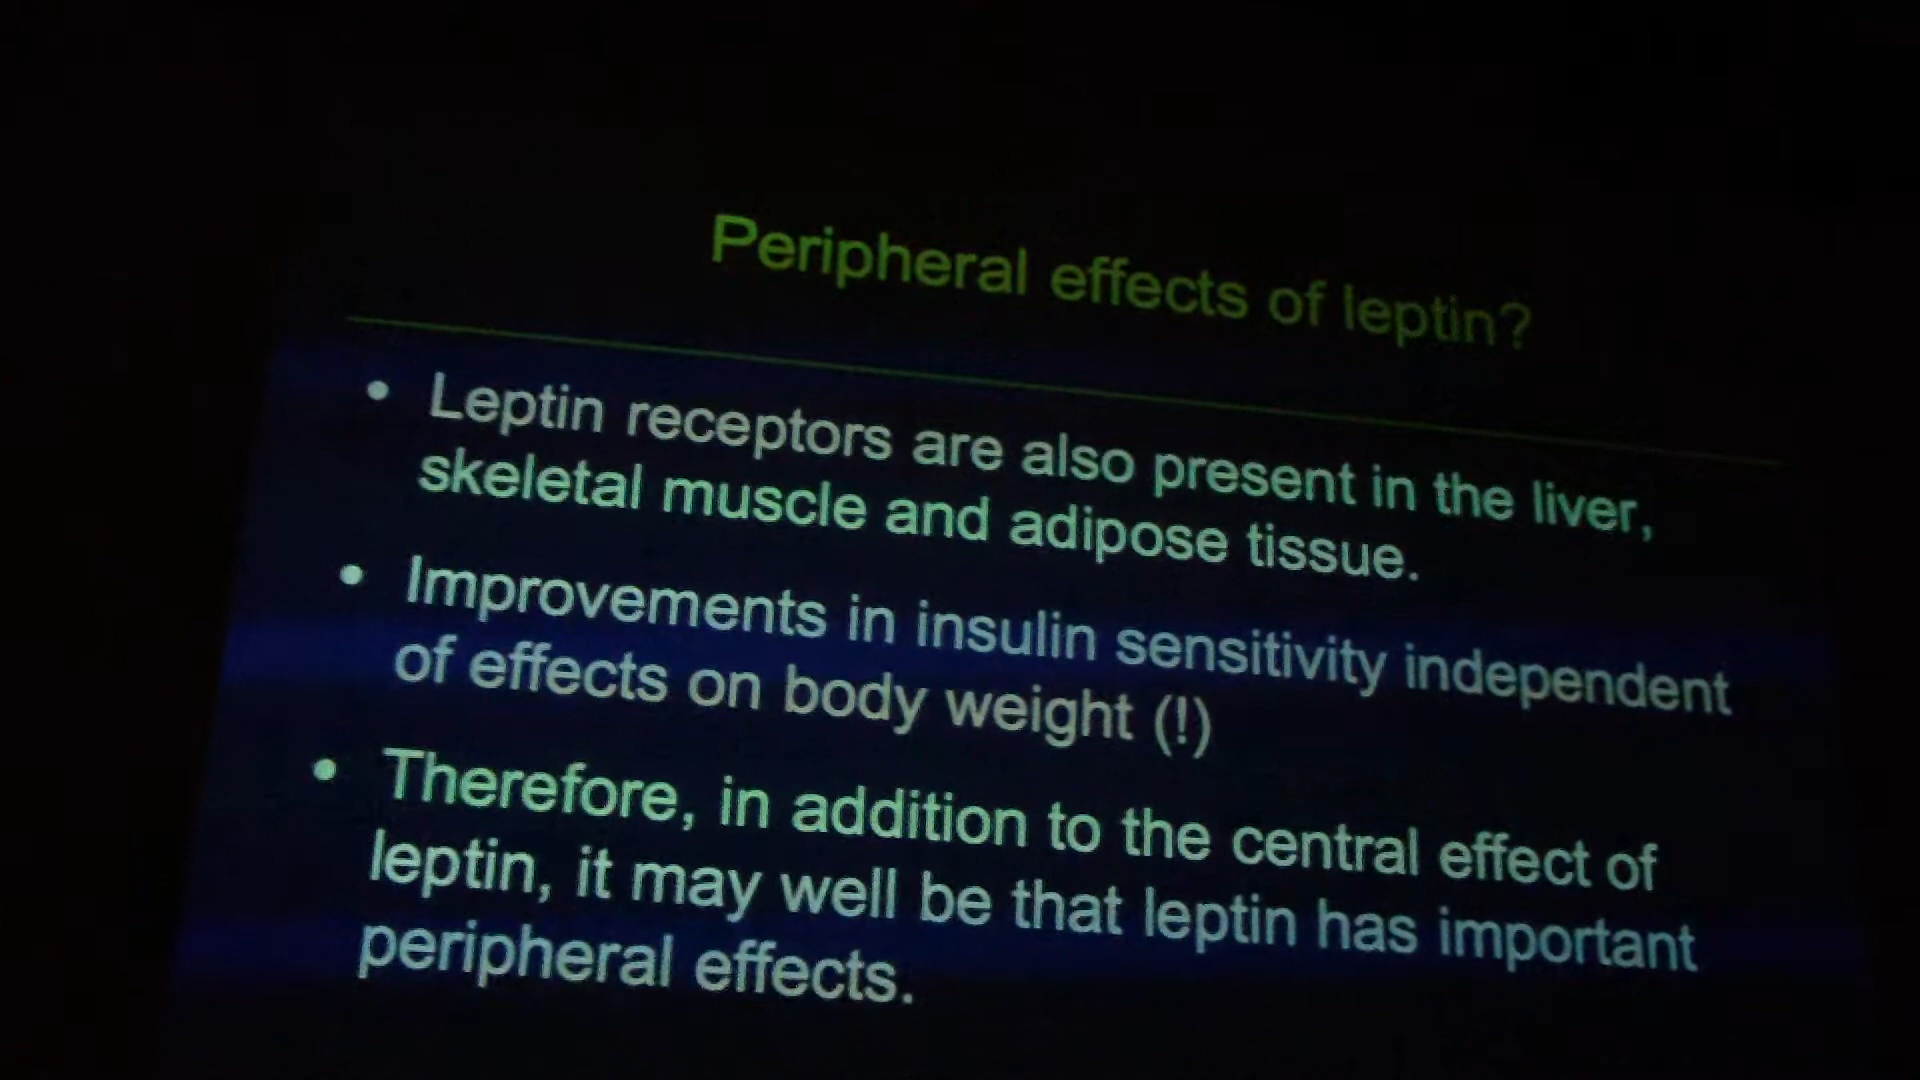 Peripheral effects of leptin?
• Leptin receptors are also present in the liver,
skeletal muscle and adipose tissue.
• Improvements in insulin sensitivity independent
of effects on body weight (!)
• Therefore, in addition to the central effect of
leptin, it may well be that leptin has important
peripheral effects.